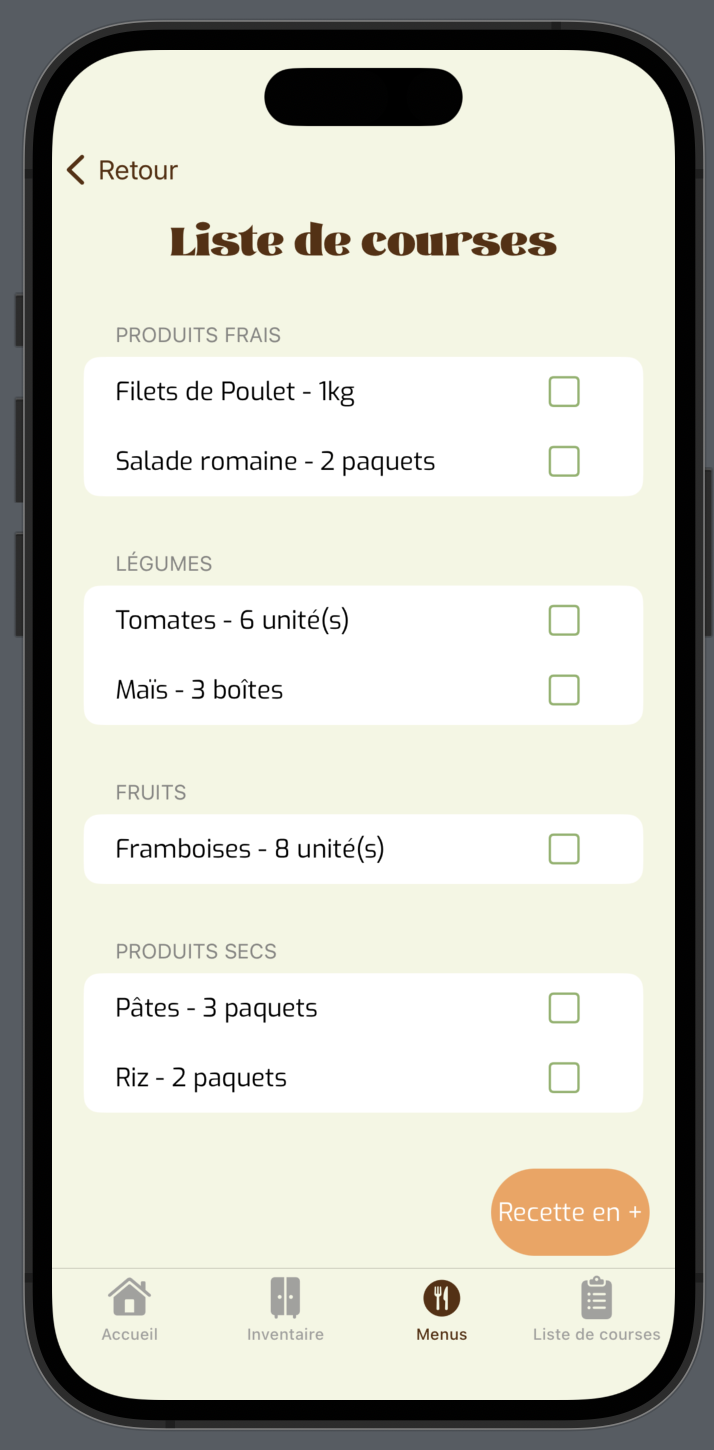 Retour
Liste de courses
PRODUITS FRAIS
Filets de Poulet - 1kg
Salade romaine - 2 paquets
LÉGUMES
Tomates - 6 unité(s)
Maïs - 3 boîtes
FRUITS
Framboises - 8 unité(s)
PRODUITS SECS
Pâtes - 3 paquets
Riz - 2 paquets
Recette en +
Accueil
Inventaire
Menus
Liste de courses